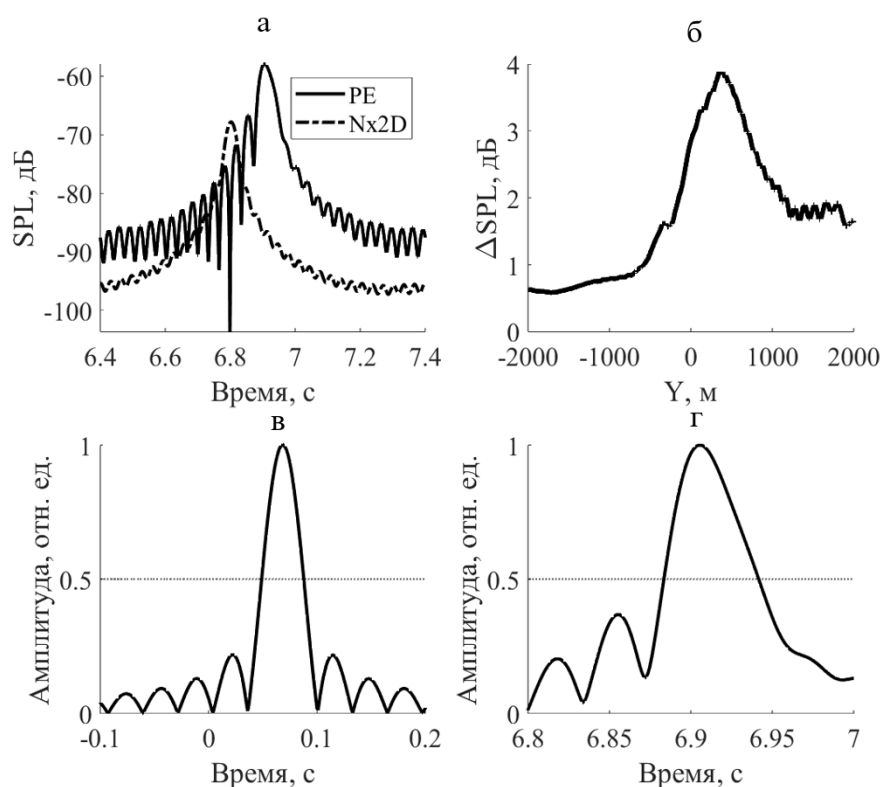 а
SPL, дБ
-60
-70
-80
-90
-100
PE
Nx2D
6.4 6.6 6.8 7 7.2 7.4
Время, с
б
ΔSPL, дБ
4
3
2
1
0
-2000 -1000 0 1000 2000
Y, м
в
Амплитуда, отн. ед.
1
0.5
0
-0.1 0 0.1 0.2
Время, с
г
Амплитуда, отн. ед.
1
0.5
0
6.8 6.85 6.9 6.95 7
Время, с